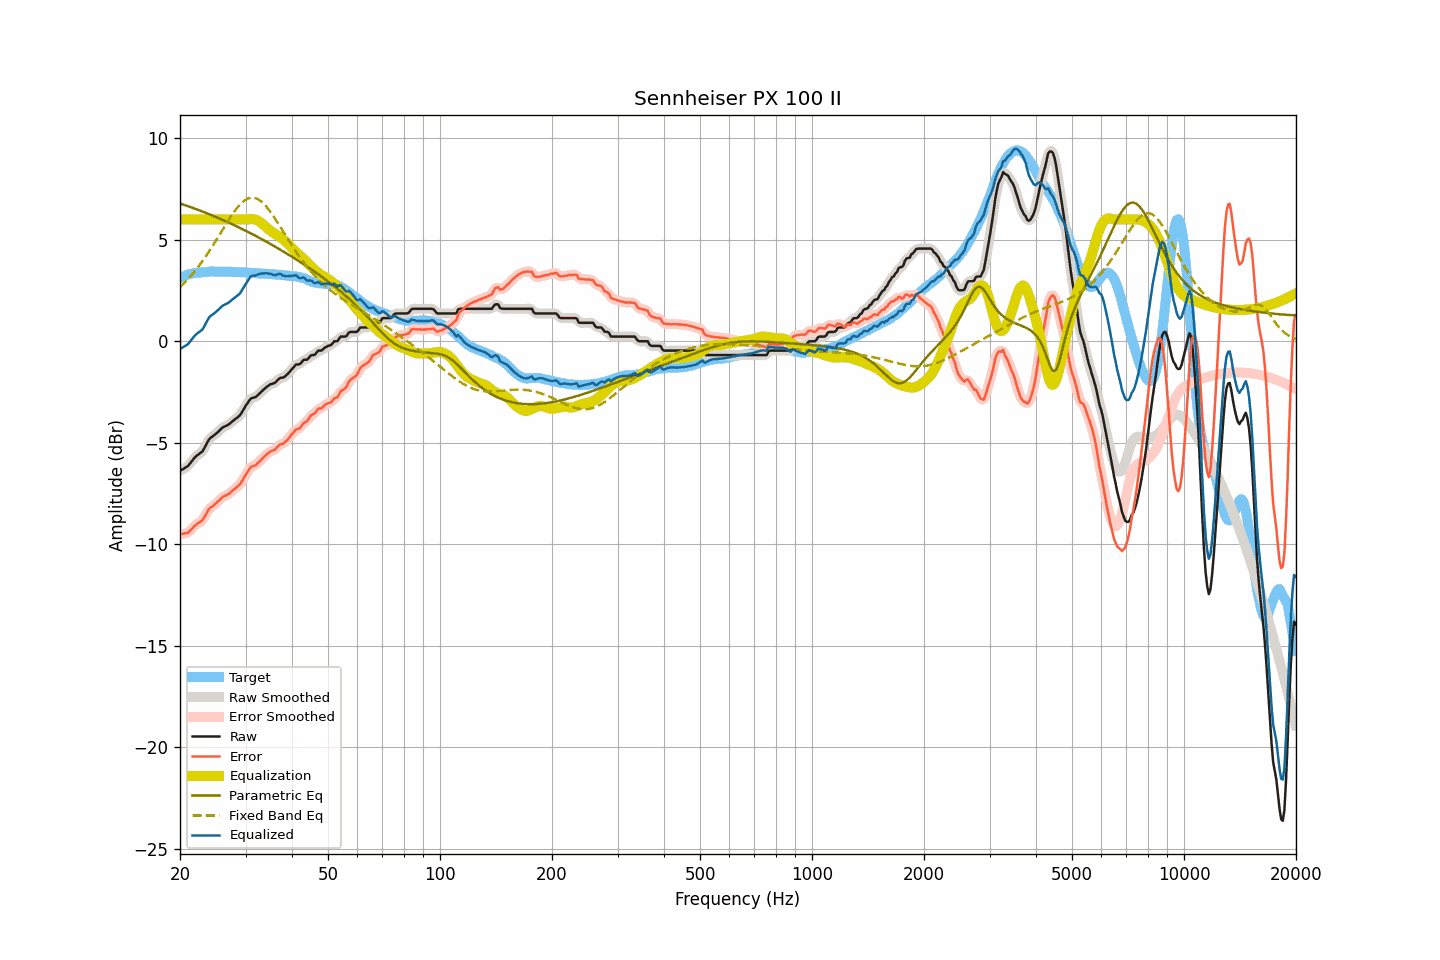 Sennheiser PX 100 II
Amplitude (dBr)
10
5
0
−5
−10
−15
−20
−25
Target
Raw Smoothed
Error Smoothed
Raw
Error
Equalization
Parametric Eq
Fixed Band Eq
Equalized
20 50 100 200 500 1000 2000 5000 10000 20000
Frequency (Hz)